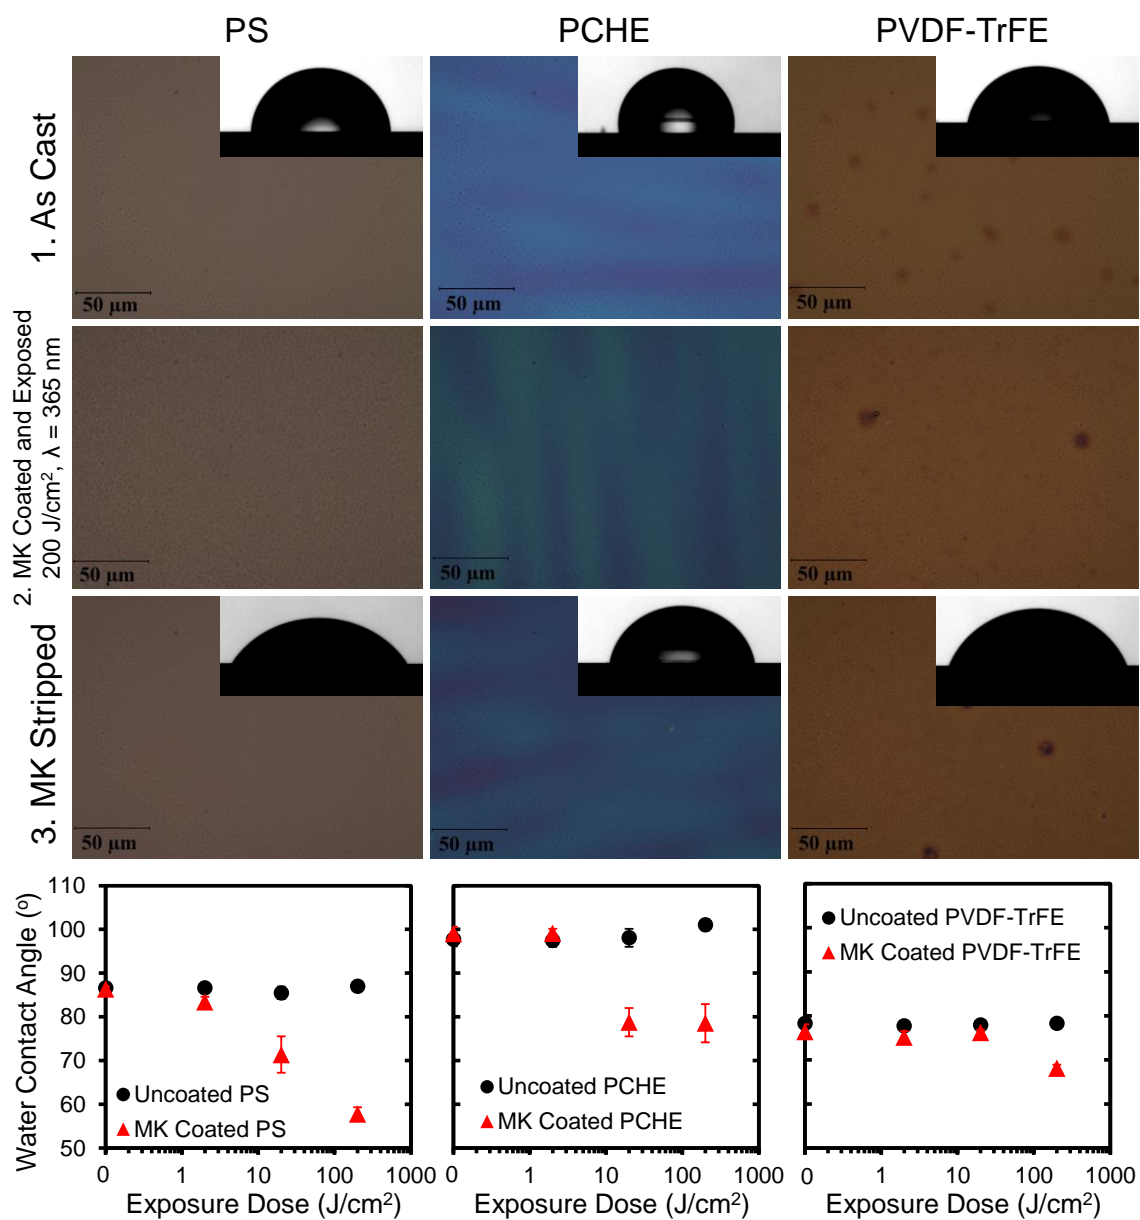 PS
PCHE
PVDF-TrFE
1. As Cast
50 µm
50 µm
50 µm
2. MK Coated and Exposed
200 J/cm², λ = 365 nm
50 µm
50 µm
50 µm
3. MK Stripped
50 µm
50 µm
50 µm
Water Contact Angle (º)
110
100
90
80
70
60
50
Uncoated PS
MK Coated PS
0 1 10 100 1000
Exposure Dose (J/cm²)
Uncoated PCHE
MK Coated PCHE
0 1 10 100 1000
Exposure Dose (J/cm²)
Uncoated PVDF-TrFE
MK Coated PVDF-TrFE
0 1 10 100 1000
Exposure Dose (J/cm²)